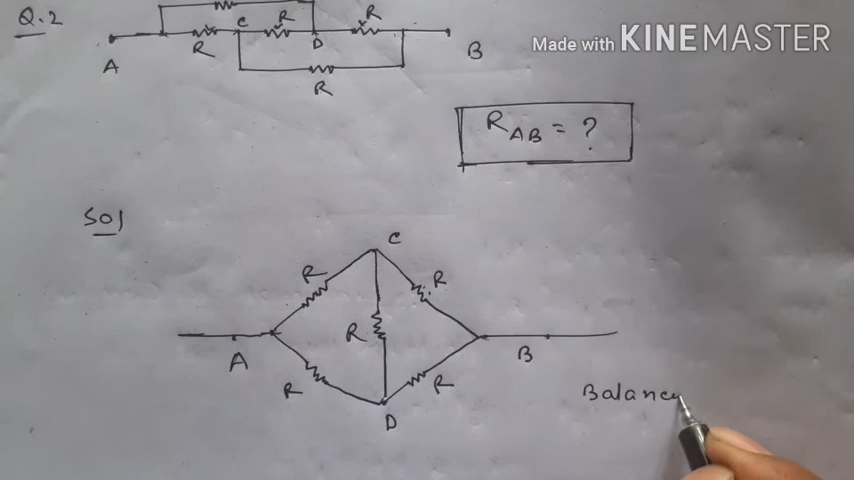 Q.2
A R C R D R B
R
Made with KINEMASTER
R_AB = ?
Sol
C
R R
A R B
R R
D
Balance